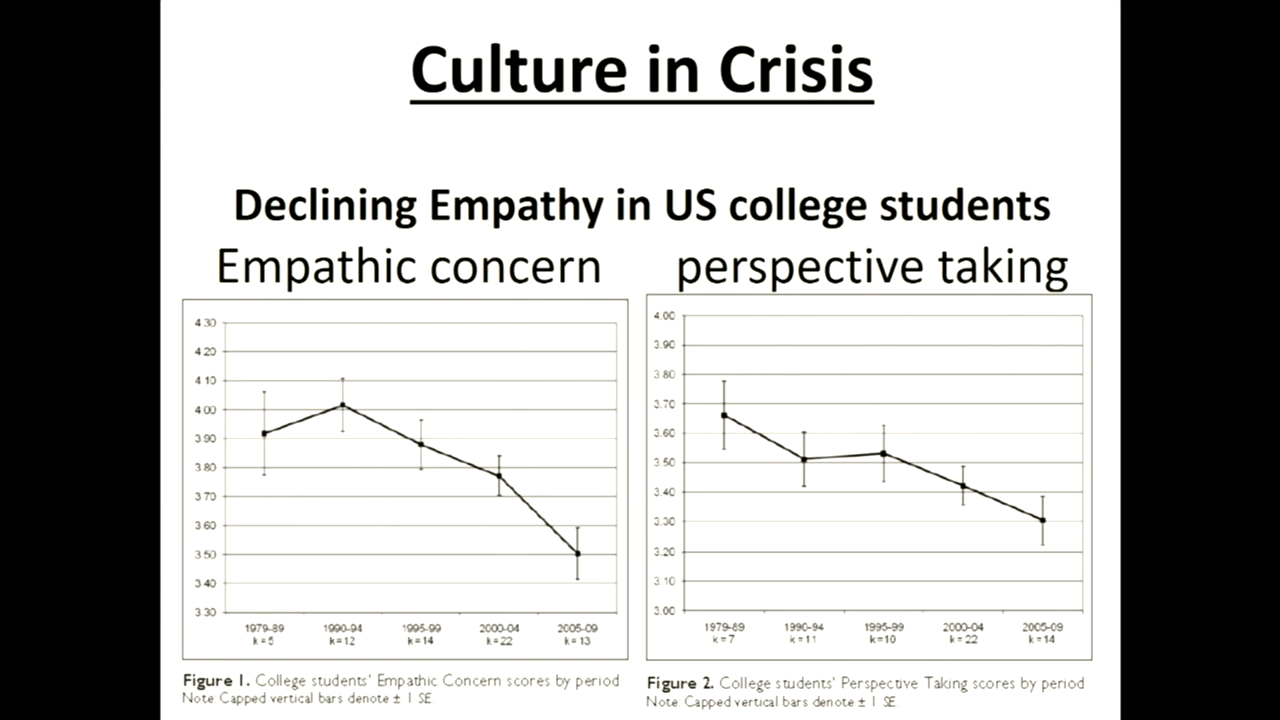 Culture in Crisis
Declining Empathy in US college students
Empathic concern
perspective taking
4.30
4.20
4.10
4.00
3.90
3.80
3.70
3.60
3.50
3.40
3.30
1979-89 1990-94 1995-99 2000-04 2005-09
k=5 k=12 k=14 k=22 k=13
Figure 1. College students' Empathic Concern scores by period
Note: Capped vertical bars denote ± 1 SE.
4.00
3.90
3.80
3.70
3.60
3.50
3.40
3.30
3.20
3.10
3.00
1979-89 1990-94 1995-99 2000-04 2005-09
k=7 k=11 k=10 k=22 k=14
Figure 2. College students' Perspective Taking scores by period
Note: Capped vertical bars denote ± 1 SE.